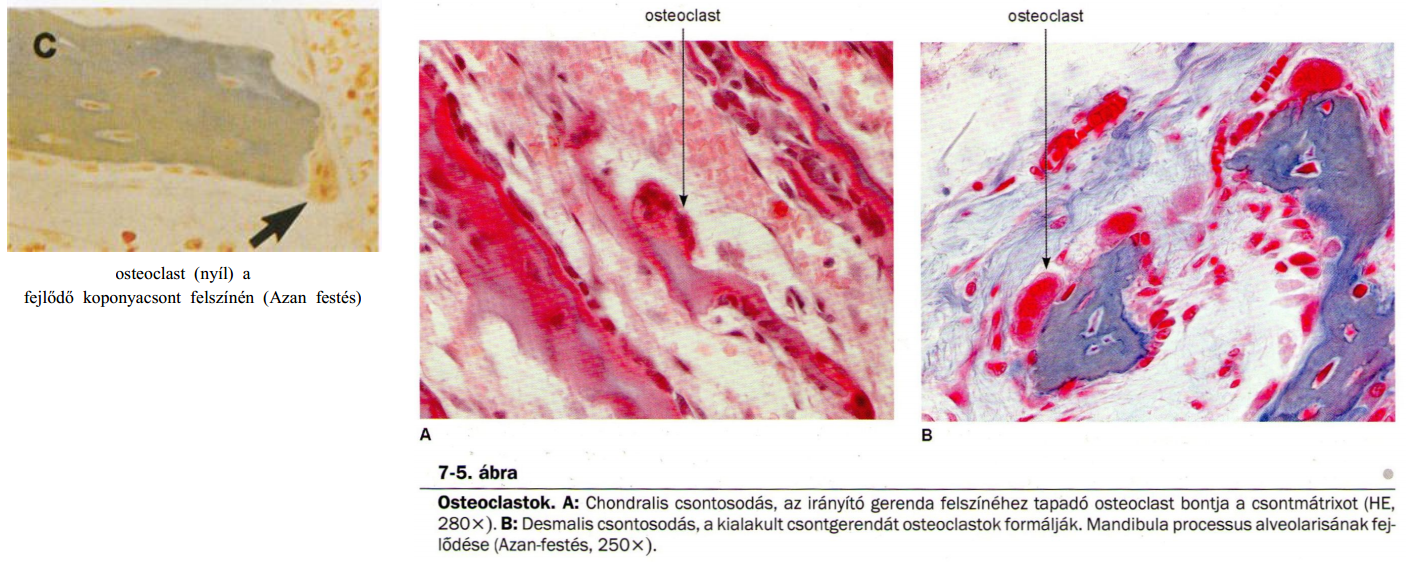 C
osteoclast (nyíl) a
fejlődő koponyacsont felszínén (Azan festés)
osteoclast
osteoclast
A
B
7-5. ábra
Osteoclastok. A: Chondralis csontosodás, az irányító gerenda felszínéhez tapadó osteoclast bontja a csontmátrixot (HE,
280×). B: Desmalis csontosodás, a kialakult csontgerendát osteoclastok formálják. Mandibula processus alveolarisának fej-
lődése (Azan-festés, 250×).